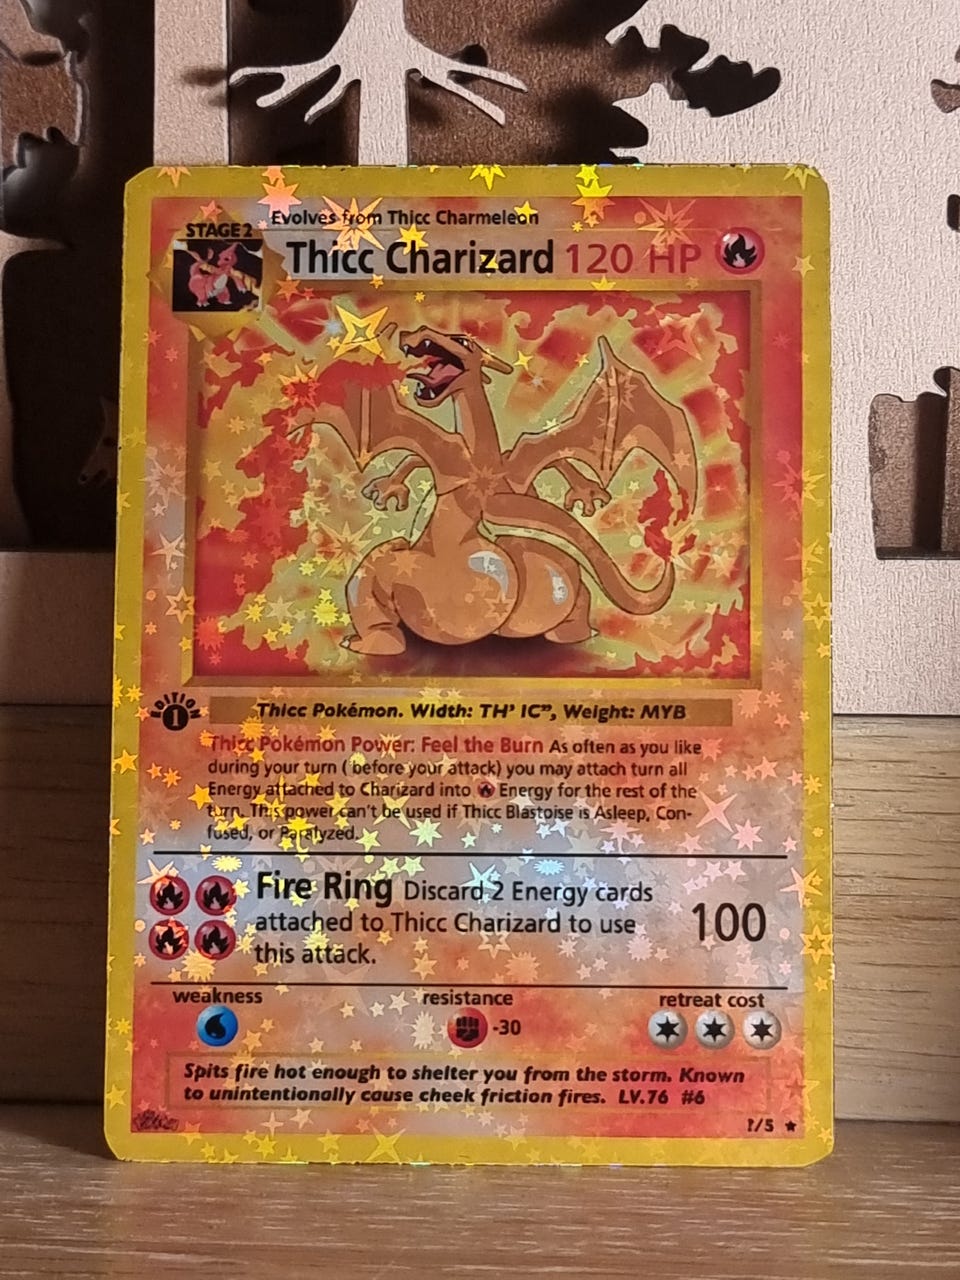 Evolves from Thicc Charmeleon
STAGE 2
Thicc Charizard 120 HP
EDITION
1
Thicc Pokémon. Width: TH' IC”, Weight: MYB
Thicc Pokémon Power: Feel the Burn As often as you like
during your turn ( before your attack) you may attach turn all
Energy attached to Charizard into Energy for the rest of the
turn. This power can't be used if Thicc Blastoise is Asleep, Con-
fused, or Paralyzed.
Fire Ring Discard 2 Energy cards
attached to Thicc Charizard to use
this attack.
100
weakness
resistance
retreat cost
-30
Spits fire hot enough to shelter you from the storm. Known
to unintentionally cause cheek friction fires. LV.76 #6
/5 ★